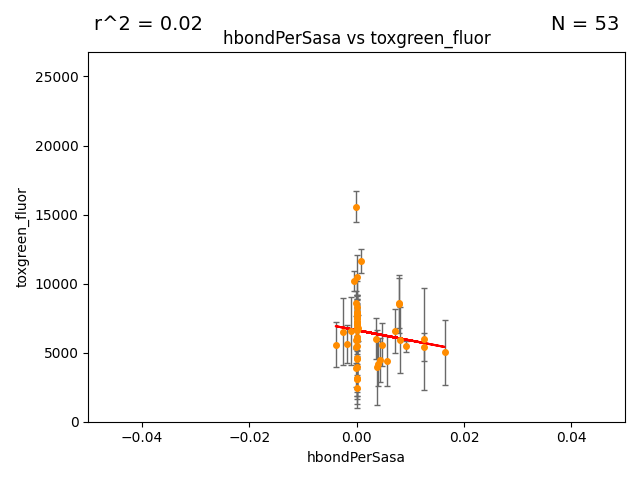 r^2 = 0.02
N = 53
hbondPerSasa vs toxgreen_fluor
25000
20000
15000
10000
5000
0
toxgreen_fluor
−0.04
−0.02
0.00
0.02
0.04
hbondPerSasa